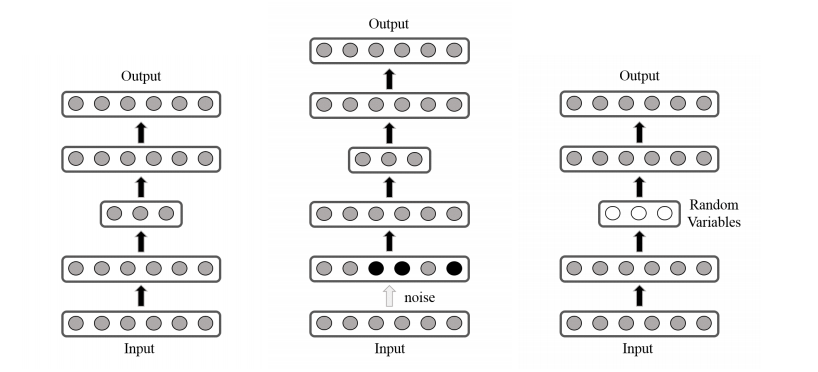 Output
Input
Output
noise
Input
Output
Random
Variables
Input